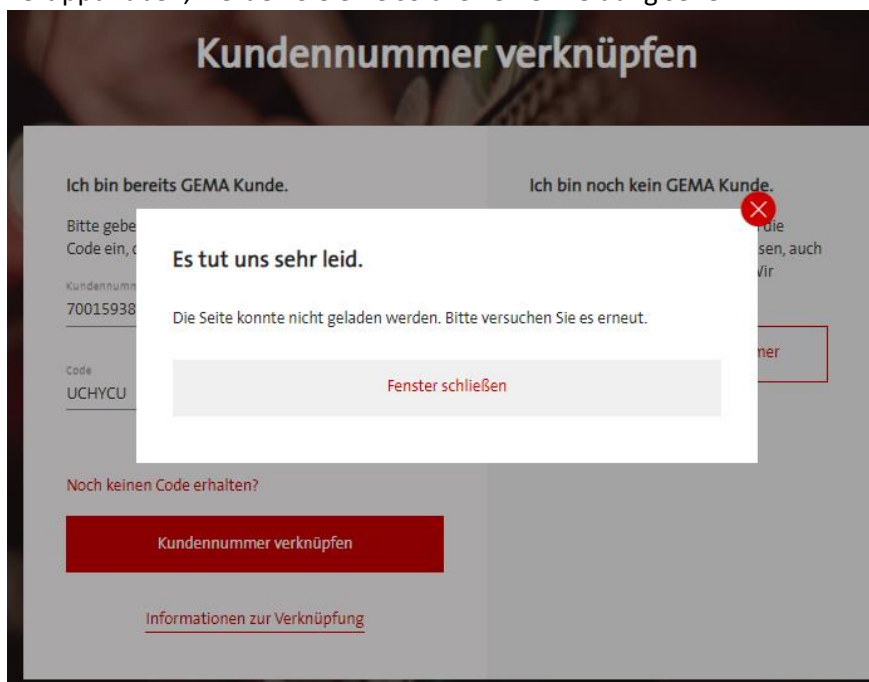 Kundennummer verknüpfen
Ich bin bereits GEMA Kunde.
Bitte gebe
Code ein,
Kundennumm
70015938
Code
UCHYCU
Noch keinen Code erhalten?
Kundennummer verknüpfen
Informationen zur Verknüpfung
Ich bin noch kein GEMA Kunde.
die
sen, auch
Wir
mer
Es tut uns sehr leid.
Die Seite konnte nicht geladen werden. Bitte versuchen Sie es erneut.
Fenster schließen